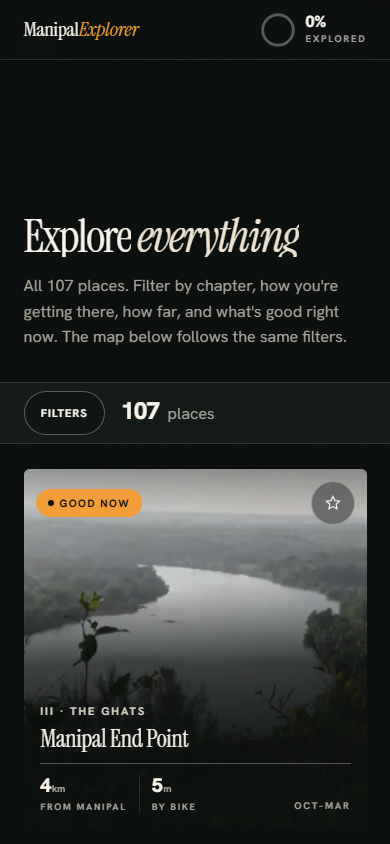 ManipalExplorer
0%
EXPLORED
Explore everything
All 107 places. Filter by chapter, how you're
getting there, how far, and what's good right
now. The map below follows the same filters.
FILTERS
107 places
GOOD NOW
III · THE GHATS
Manipal End Point
4km
FROM MANIPAL
5m
BY BIKE
OCT–MAR